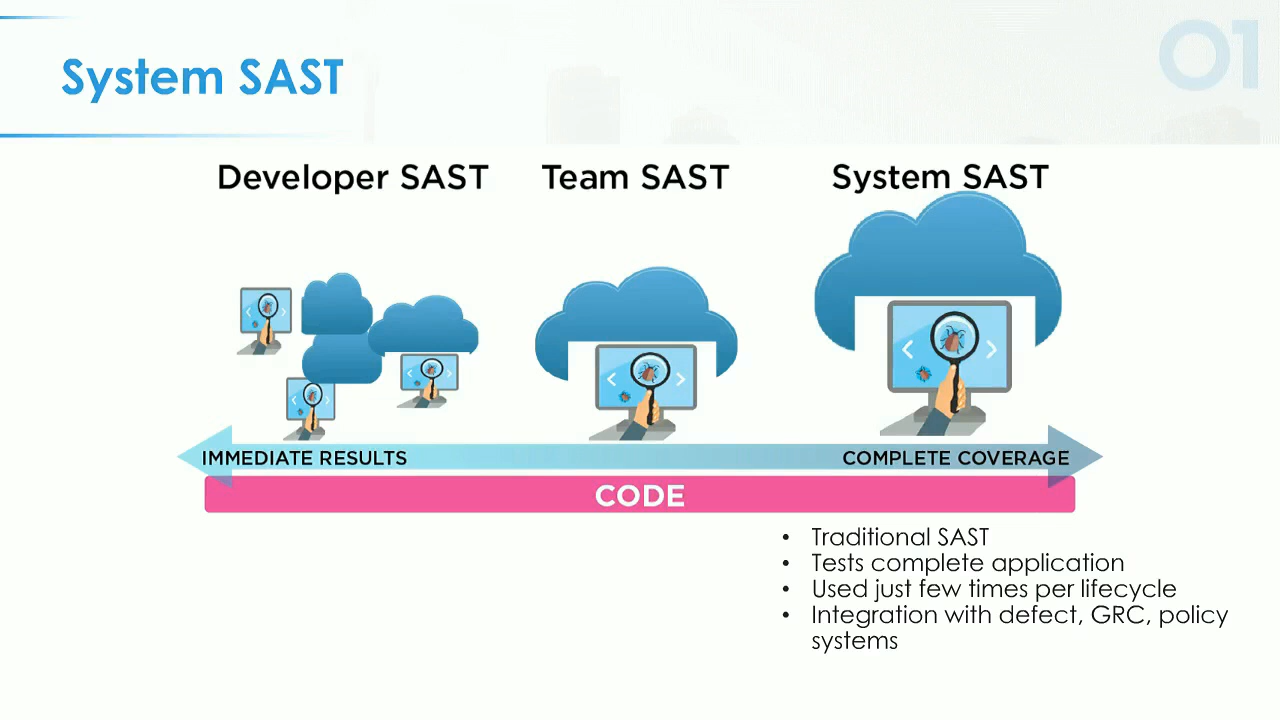 01
System SAST
Developer SAST
Team SAST
System SAST
IMMEDIATE RESULTS
COMPLETE COVERAGE
CODE
• Traditional SAST
• Tests complete application
• Used just few times per lifecycle
• Integration with defect, GRC, policy
systems